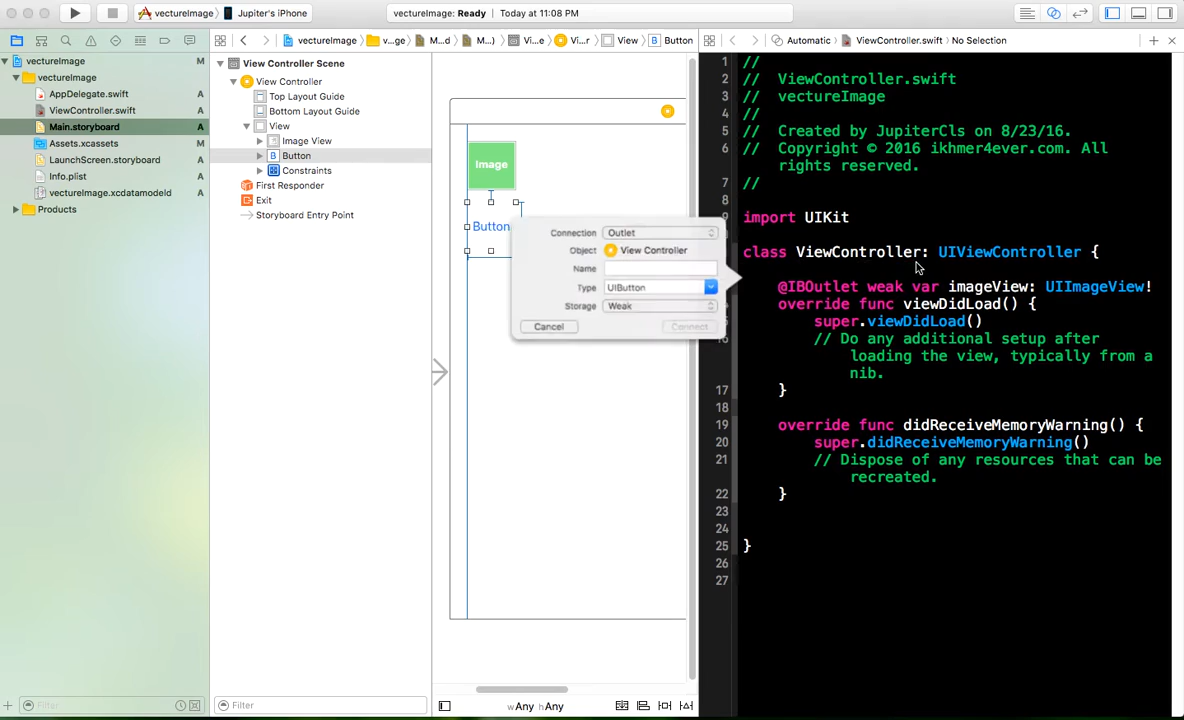 vectureImage
Jupiter's iPhone
vectureImage: Ready
Today at 11:08 PM
vectureImage
v...ge
M...d
M...)
V...e
V...r
View
Button
Automatic
ViewController.swift
No Selection
vectureImage M
vectureImage
AppDelegate.swift A
ViewController.swift A
Main.storyboard A
Assets.xcassets M
LaunchScreen.storyboard A
Info.plist A
vectureImage.xcdatamodeld A
Products
Filter
View Controller Scene
View Controller
Top Layout Guide
Bottom Layout Guide
View
Image View
B Button
Constraints
First Responder
Exit
Storyboard Entry Point
Filter
Image
Button
Connection Outlet
Object View Controller
Name
Type UIButton
Storage Weak
Cancel Connect
wAny hAny
1 //
2 // ViewController.swift
3 // vectureImage
4 //
5 // Created by JupiterCls on 8/23/16.
6 // Copyright © 2016 ikhmer4ever.com. All
rights reserved.
7 //
8
import UIKit
class ViewController: UIViewController {
@IBOutlet weak var imageView: UIImageView!
override func viewDidLoad() {
super.viewDidLoad()
// Do any additional setup after
loading the view, typically from a
nib.
17 }
18
19 override func didReceiveMemoryWarning() {
20 super.didReceiveMemoryWarning()
21 // Dispose of any resources that can be
recreated.
22 }
23
24
25 }
26
27